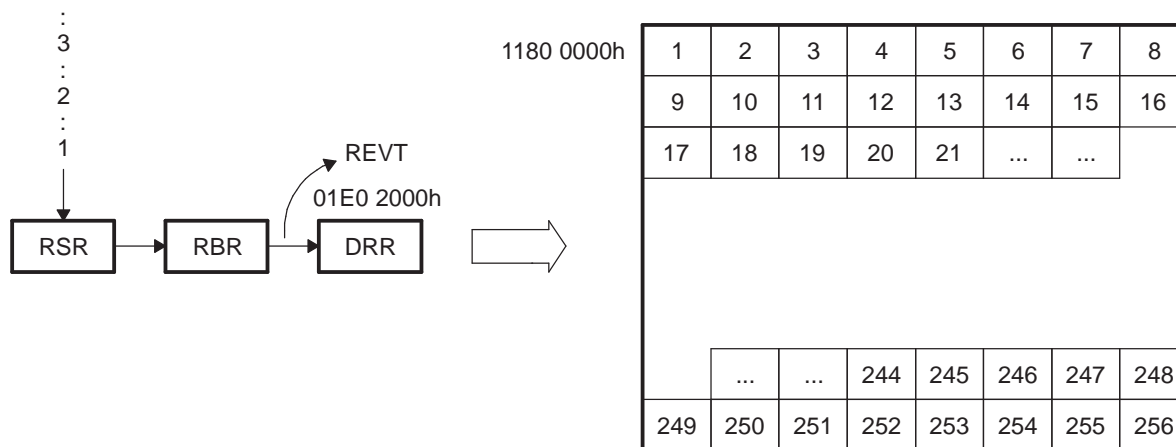 :
3
:
2
:
1
REVT
01E0 2000h
RSR RBR DRR
1180 0000h
1 2 3 4 5 6 7 8
9 10 11 12 13 14 15 16
17 18 19 20 21 ... ...
... ... 244 245 246 247 248
249 250 251 252 253 254 255 256